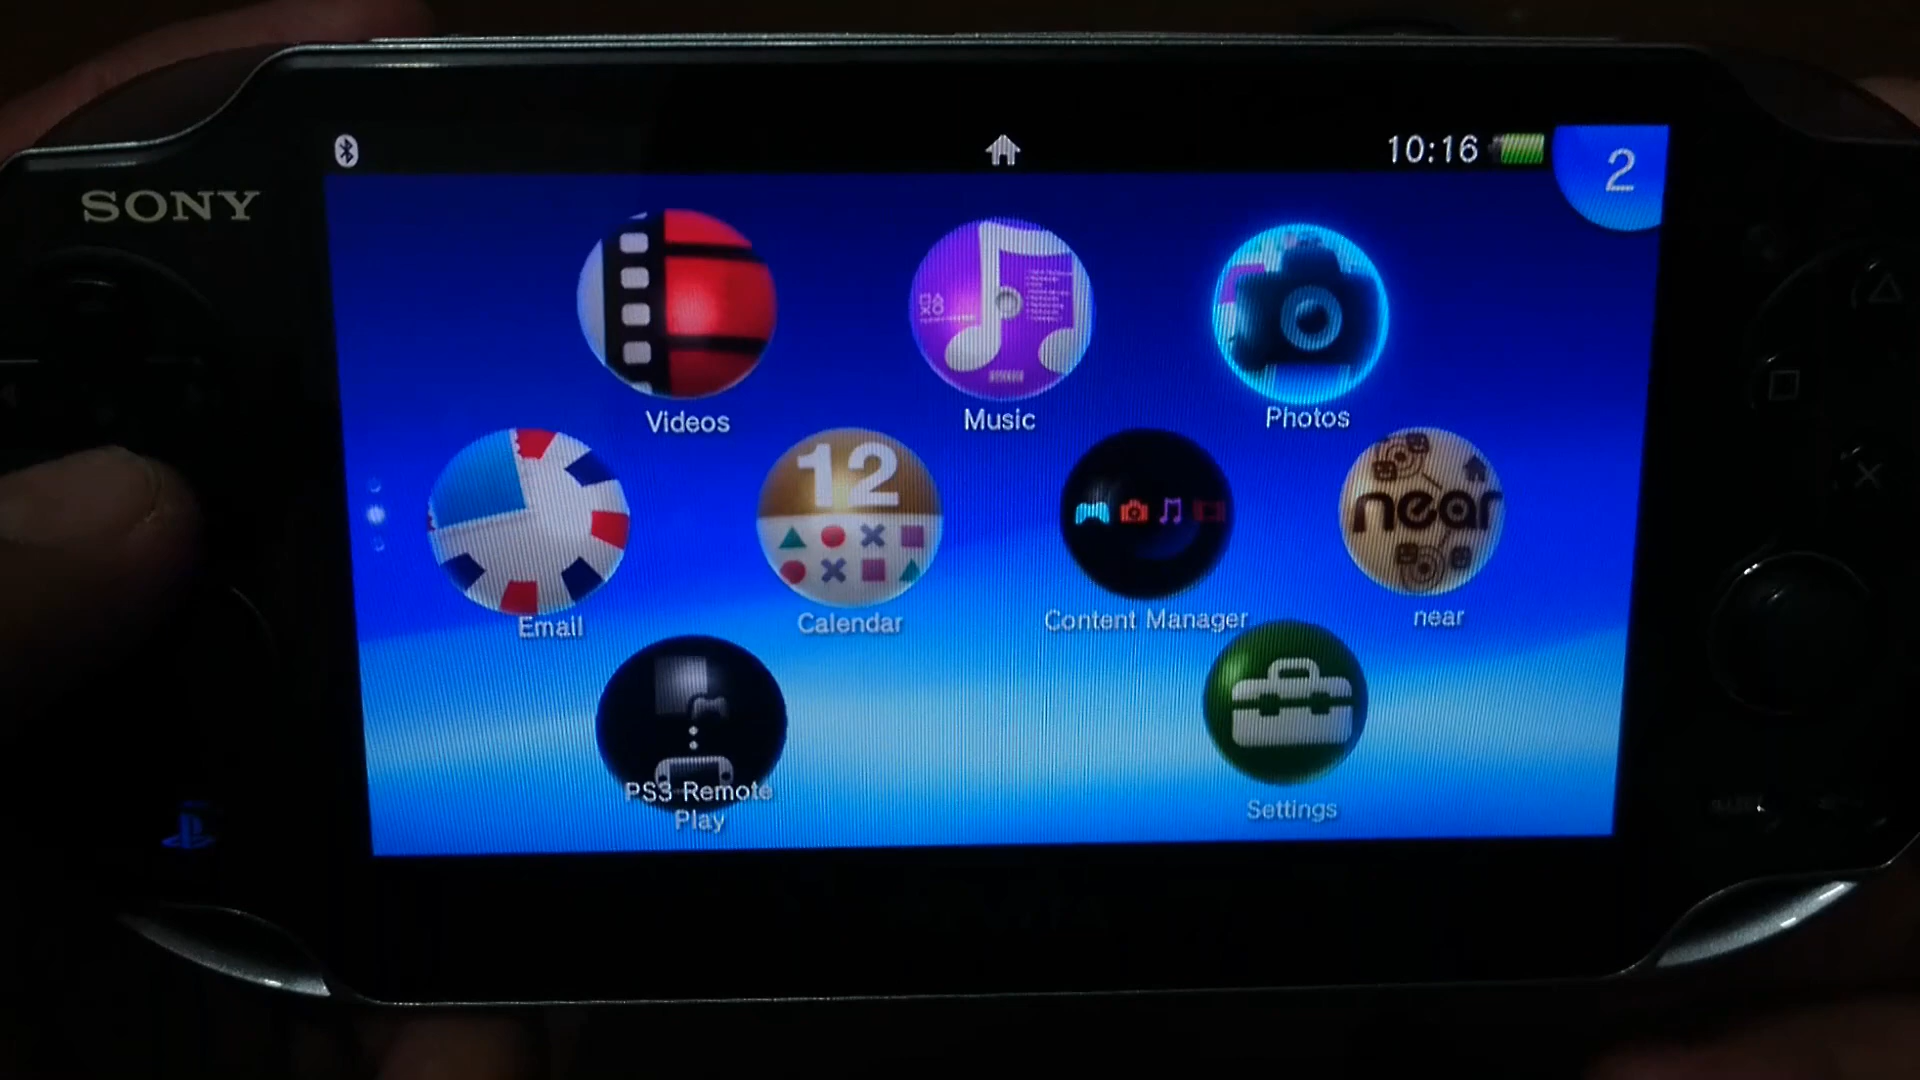 10:16
2
SONY
Videos
Music
Photos
12
near
Email
Calendar
Content Manager
near
PS3 Remote
Play
Settings